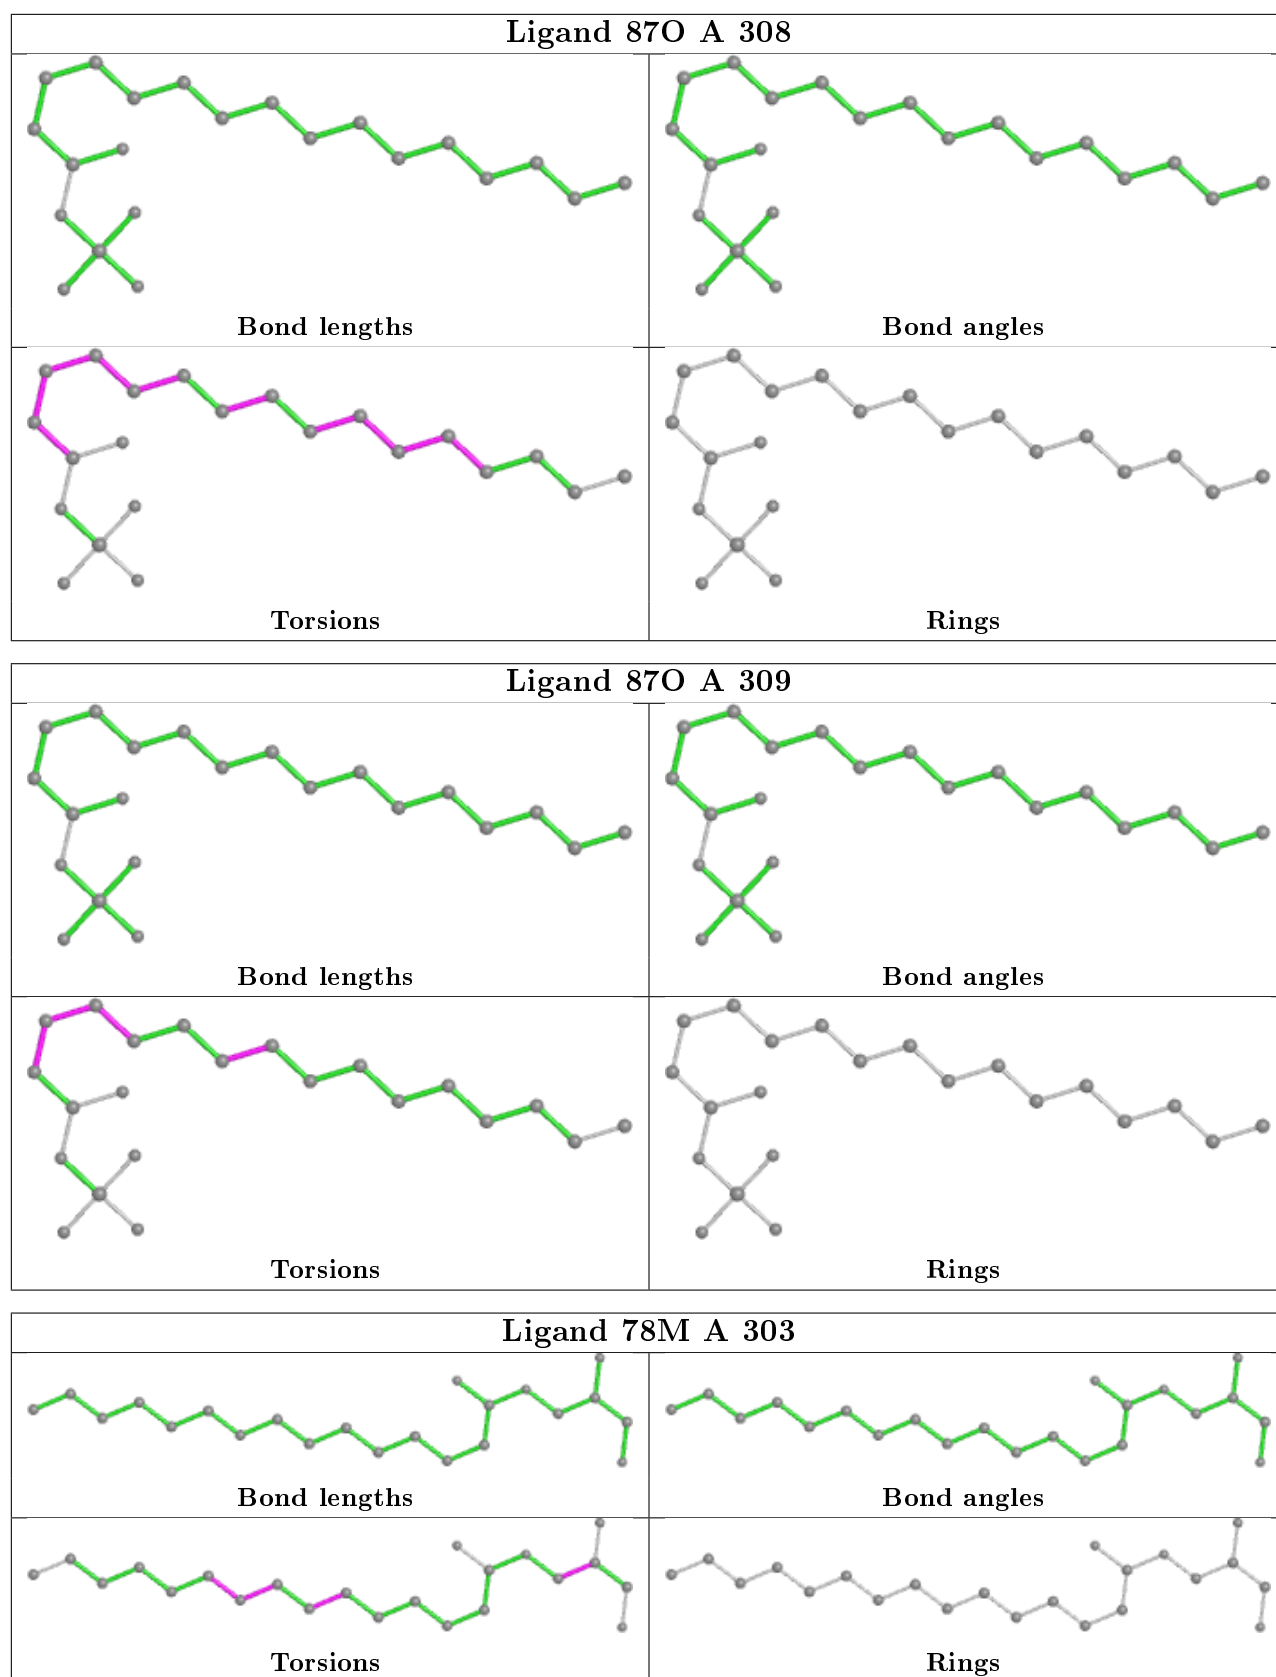 Ligand 87O A 308
Bond lengths
Bond angles
Torsions
Rings
Ligand 87O A 309
Bond lengths
Bond angles
Torsions
Rings
Ligand 78M A 303
Bond lengths
Bond angles
Torsions
Rings